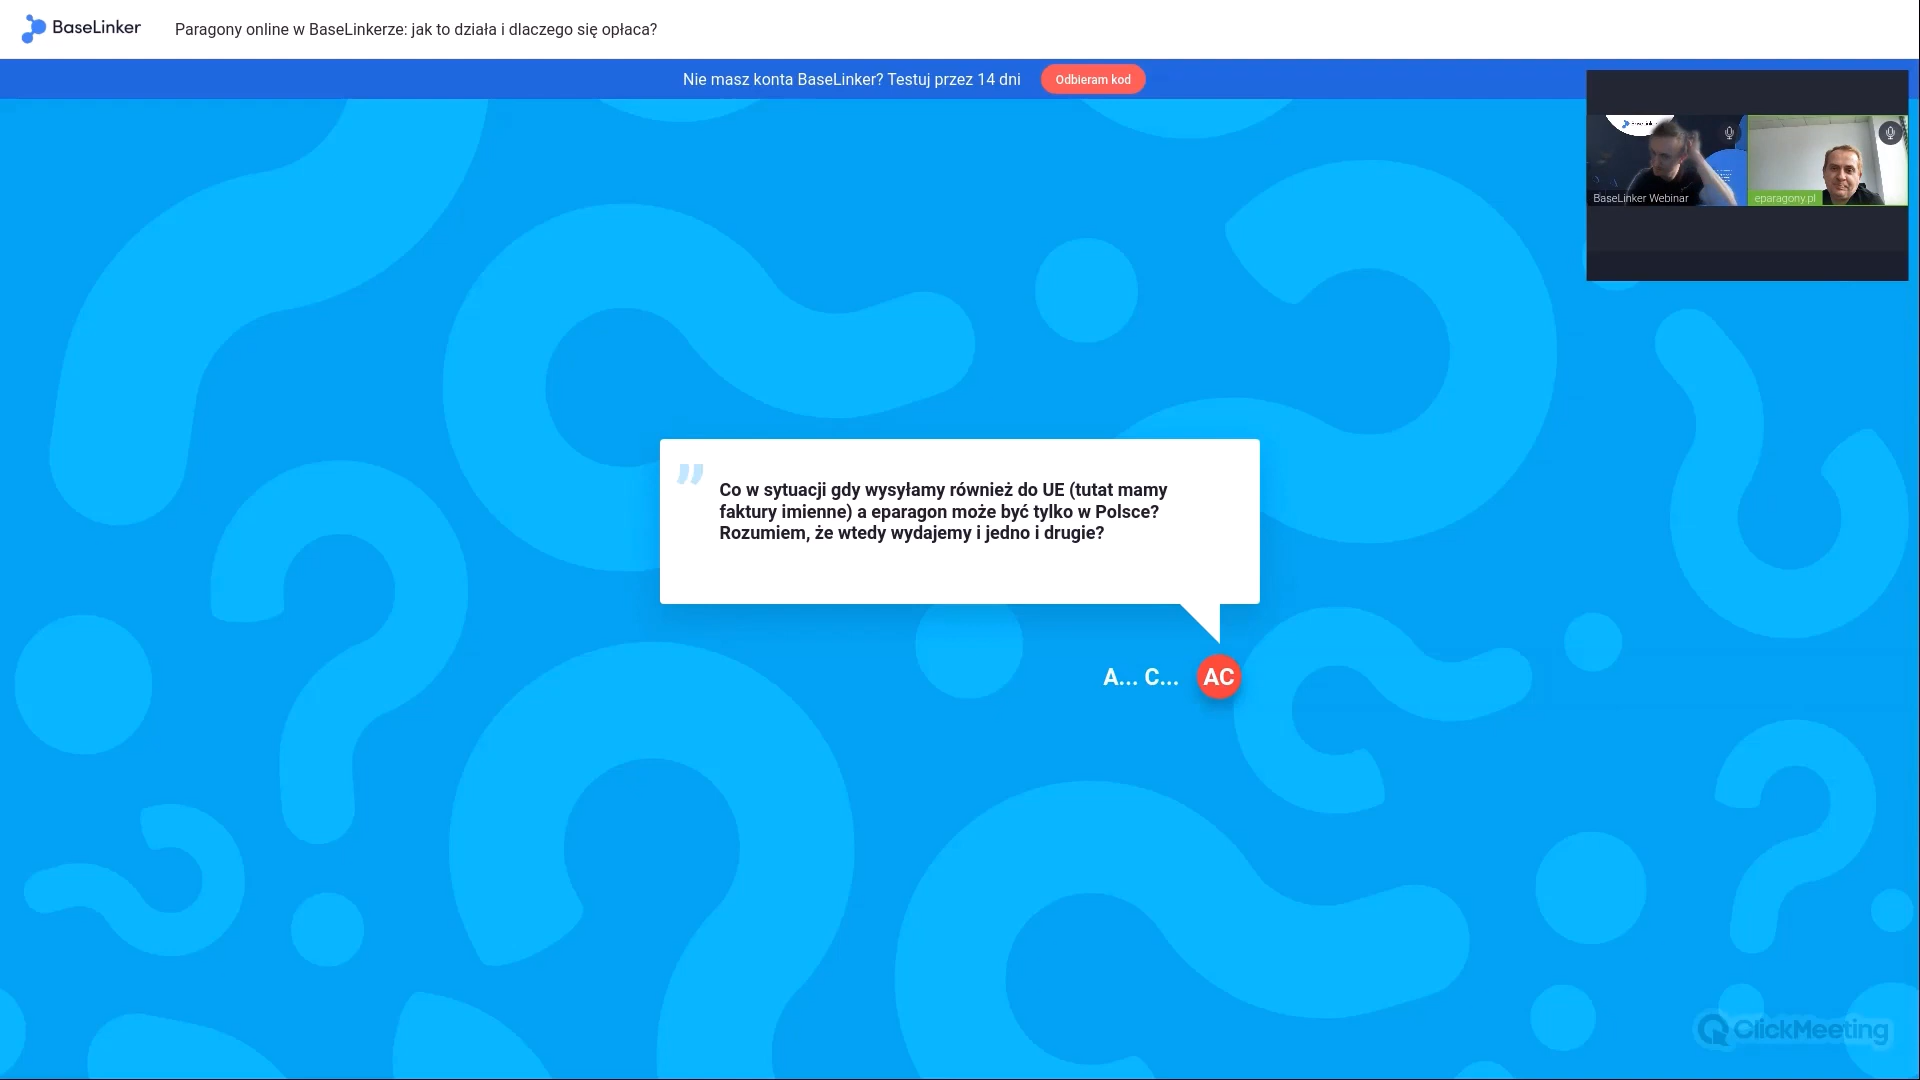 BaseLinker
Paragony online w BaseLinkerze: jak to działa i dlaczego się opłaca?
Nie masz konta BaseLinker? Testuj przez 14 dni
Odbieram kod
BaseLinker Webinar
eparagony.pl
Co w sytuacji gdy wysyłamy również do UE (tutat mamy
faktury imienne) a eparagon może być tylko w Polsce?
Rozumiem, że wtedy wydajemy i jedno i drugie?
A... C...
AC
ClickMeeting